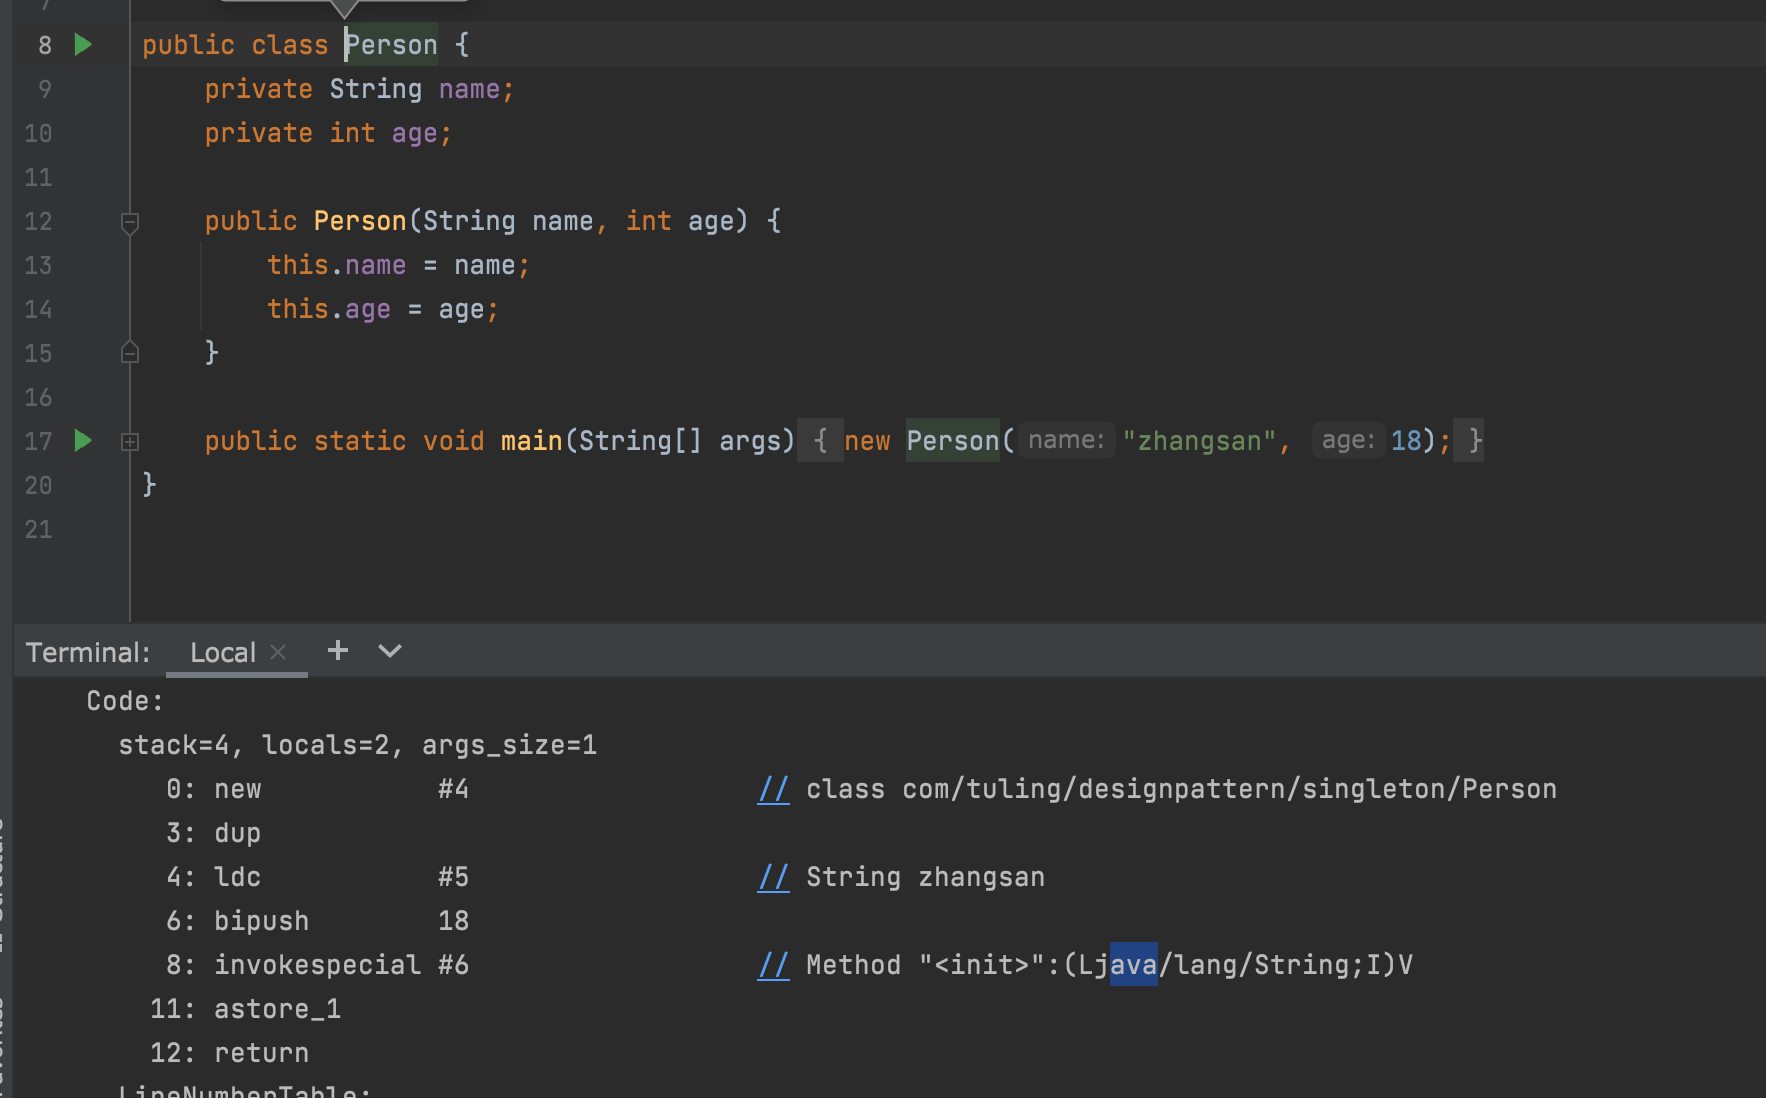 7
8 public class Person {
9 private String name;
10 private int age;
11
12 public Person(String name, int age) {
13 this.name = name;
14 this.age = age;
15 }
16
17 public static void main(String[] args) { new Person( name: "zhangsan", age: 18); }
20 }
21
Terminal: Local × + 
Code:
stack=4, locals=2, args_size=1
0: new #4 // class com/tuling/designpattern/singleton/Person
3: dup
4: ldc #5 // String zhangsan
6: bipush 18
8: invokespecial #6 // Method "<init>":(Ljava/lang/String;I)V
11: astore_1
12: return
LineNumberTable: